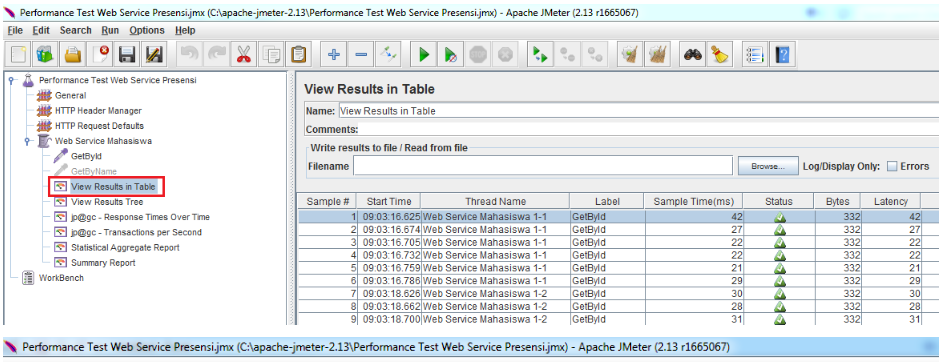 Performance Test Web Service Presensi.jmx (C:\apache-jmeter-2.13\Performance Test Web Service Presensi.jmx) - Apache JMeter (2.13 r1665067)
File Edit Search Run Options Help
Performance Test Web Service Presensi
General
HTTP Header Manager
HTTP Request Defaults
Web Service Mahasiswa
GetById
GetByName
View Results in Table
View Results Tree
jp@gc - Response Times Over Time
jp@gc - Transactions per Second
Statistical Aggregate Report
Summary Report
WorkBench
View Results in Table
Name: View Results in Table
Comments:
Write results to file / Read from file
Filename Browse... Log/Display Only: Errors
Sample # Start Time Thread Name Label Sample Time(ms) Status Bytes Latency
1 09:03:16.625 Web Service Mahasiswa 1-1 GetById 42 332 42
2 09:03:16.674 Web Service Mahasiswa 1-1 GetById 27 332 27
3 09:03:16.705 Web Service Mahasiswa 1-1 GetById 22 332 22
4 09:03:16.732 Web Service Mahasiswa 1-1 GetById 22 332 22
5 09:03:16.759 Web Service Mahasiswa 1-1 GetById 21 332 21
6 09:03:16.786 Web Service Mahasiswa 1-1 GetById 29 332 29
7 09:03:18.626 Web Service Mahasiswa 1-2 GetById 30 332 30
8 09:03:18.662 Web Service Mahasiswa 1-2 GetById 28 332 28
9 09:03:18.700 Web Service Mahasiswa 1-2 GetById 31 332 31
Performance Test Web Service Presensi.jmx (C:\apache-jmeter-2.13\Performance Test Web Service Presensi.jmx) - Apache JMeter (2.13 r1665067)